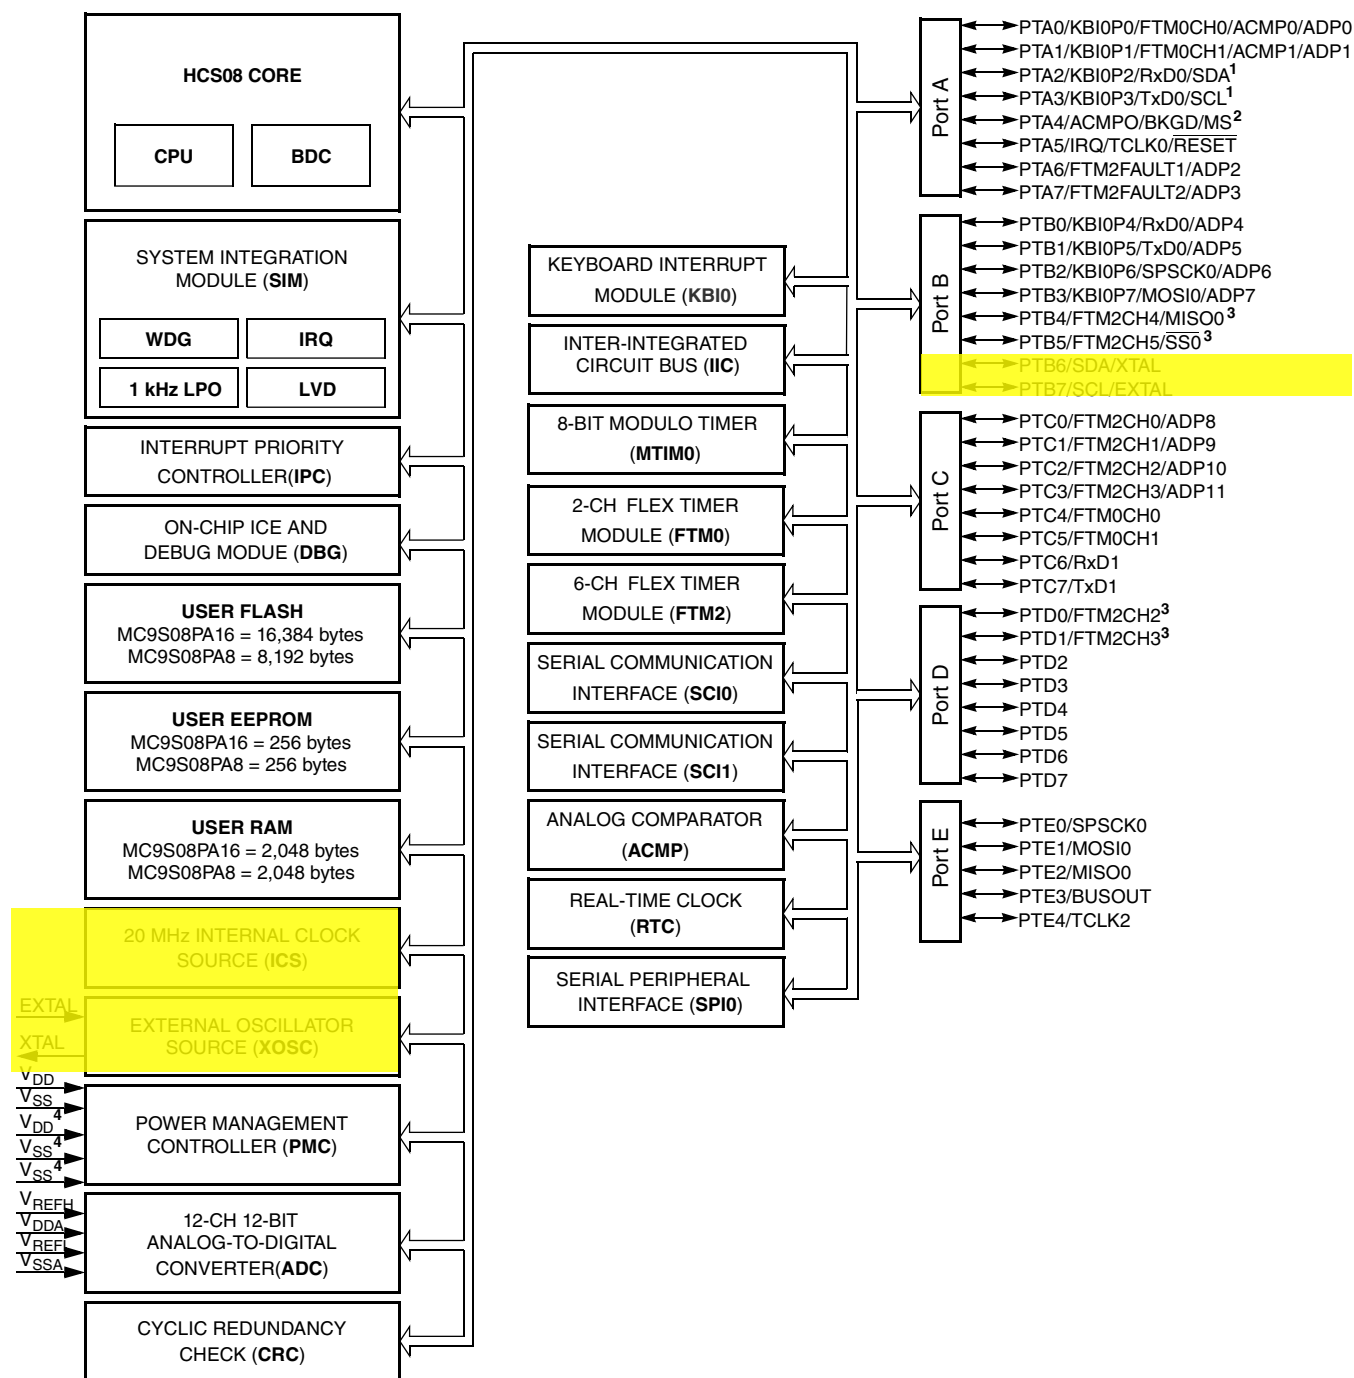 HCS08 CORE
CPU
BDC
SYSTEM INTEGRATION
MODULE (SIM)
WDG
IRQ
1 kHz LPO
LVD
INTERRUPT PRIORITY
CONTROLLER(IPC)
ON-CHIP ICE AND
DEBUG MODUE (DBG)
USER FLASH
MC9S08PA16 = 16,384 bytes
MC9S08PA8 = 8,192 bytes
USER EEPROM
MC9S08PA16 = 256 bytes
MC9S08PA8 = 256 bytes
USER RAM
MC9S08PA16 = 2,048 bytes
MC9S08PA8 = 2,048 bytes
20 MHz INTERNAL CLOCK
SOURCE (ICS)
EXTAL
XTAL
EXTERNAL OSCILLATOR
SOURCE (XOSC)
VDD
VSS
VDD4
VSS4
VSS4
POWER MANAGEMENT
CONTROLLER (PMC)
VREFH
VDDA
VREFL
VSSA
12-CH 12-BIT
ANALOG-TO-DIGITAL
CONVERTER(ADC)
CYCLIC REDUNDANCY
CHECK (CRC)
KEYBOARD INTERRUPT
MODULE (KBI0)
INTER-INTEGRATED
CIRCUIT BUS (IIC)
8-BIT MODULO TIMER
(MTIM0)
2-CH FLEX TIMER
MODULE (FTM0)
6-CH FLEX TIMER
MODULE (FTM2)
SERIAL COMMUNICATION
INTERFACE (SCI0)
SERIAL COMMUNICATION
INTERFACE (SCI1)
ANALOG COMPARATOR
(ACMP)
REAL-TIME CLOCK
(RTC)
SERIAL PERIPHERAL
INTERFACE (SPI0)
Port A
PTA0/KBI0P0/FTM0CH0/ACMP0/ADP0
PTA1/KBI0P1/FTM0CH1/ACMP1/ADP1
PTA2/KBI0P2/RxD0/SDA1
PTA3/KBI0P3/TxD0/SCL1
PTA4/ACMPO/BKGD/MS2
PTA5/IRQ/TCLK0/RESET
PTA6/FTM2FAULT1/ADP2
PTA7/FTM2FAULT2/ADP3
Port B
PTB0/KBI0P4/RxD0/ADP4
PTB1/KBI0P5/TxD0/ADP5
PTB2/KBI0P6/SPSCK0/ADP6
PTB3/KBI0P7/MOSI0/ADP7
PTB4/FTM2CH4/MISO03
PTB5/FTM2CH5/SS03
PTB6/SDA/XTAL
PTB7/SCL/EXTAL
Port C
PTC0/FTM2CH0/ADP8
PTC1/FTM2CH1/ADP9
PTC2/FTM2CH2/ADP10
PTC3/FTM2CH3/ADP11
PTC4/FTM0CH0
PTC5/FTM0CH1
PTC6/RxD1
PTC7/TxD1
Port D
PTD0/FTM2CH23
PTD1/FTM2CH33
PTD2
PTD3
PTD4
PTD5
PTD6
PTD7
Port E
PTE0/SPSCK0
PTE1/MOSI0
PTE2/MISO0
PTE3/BUSOUT
PTE4/TCLK2